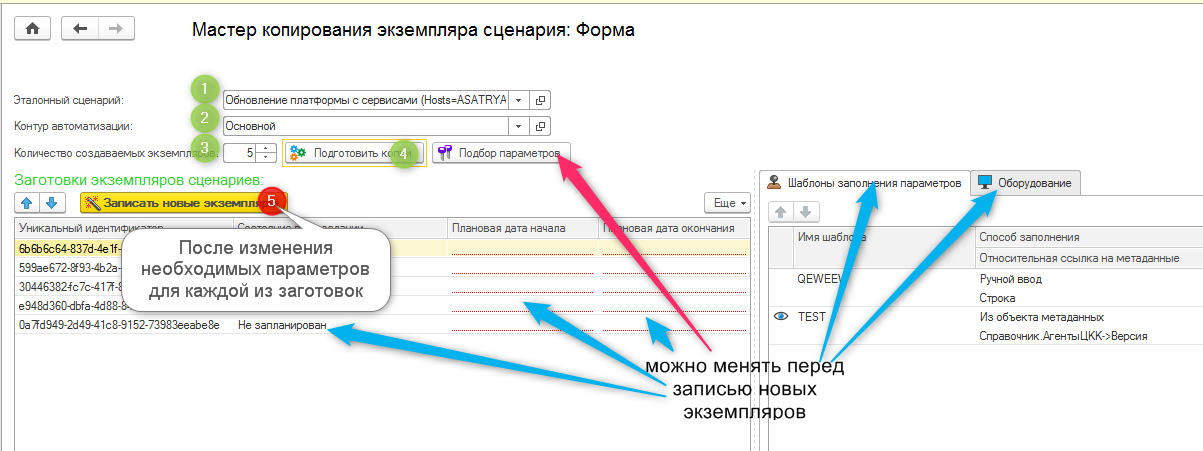 Мастер копирования экземпляра сценария: Форма
1
Эталонный сценарий:
Обновление платформы с сервисами (Hosts=ASATRYA
2
Контур автоматизации:
Основной
3
Количество создаваемых экземпляров:
5
Подготовить копии
4
Подбор параметров
Заготовки экземпляров сценариев:
Записать новые экземпляры
5
Еще
Уникальный идентификатор
Состояние
Плановая дата начала
Плановая дата окончания
6b6b6c64-837d-4e1f-
599ae672-8f93-4b2a-
30446382-fc7c-417f-8
e948d360-dbfa-4d88-8
0a7fd949-2d49-41c8-9152-73983eeabe8e
Не запланирован
После изменения
необходимых параметров
для каждой из заготовок
можно менять перед
записью новых
экземпляров
Шаблоны заполнения параметров
Оборудование
Имя шаблона
Способ заполнения
Относительная ссылка на метаданные
QEWEEW
Ручной ввод
Строка
TEST
Из объекта метаданных
Справочник.АгентыЦКК->Версия